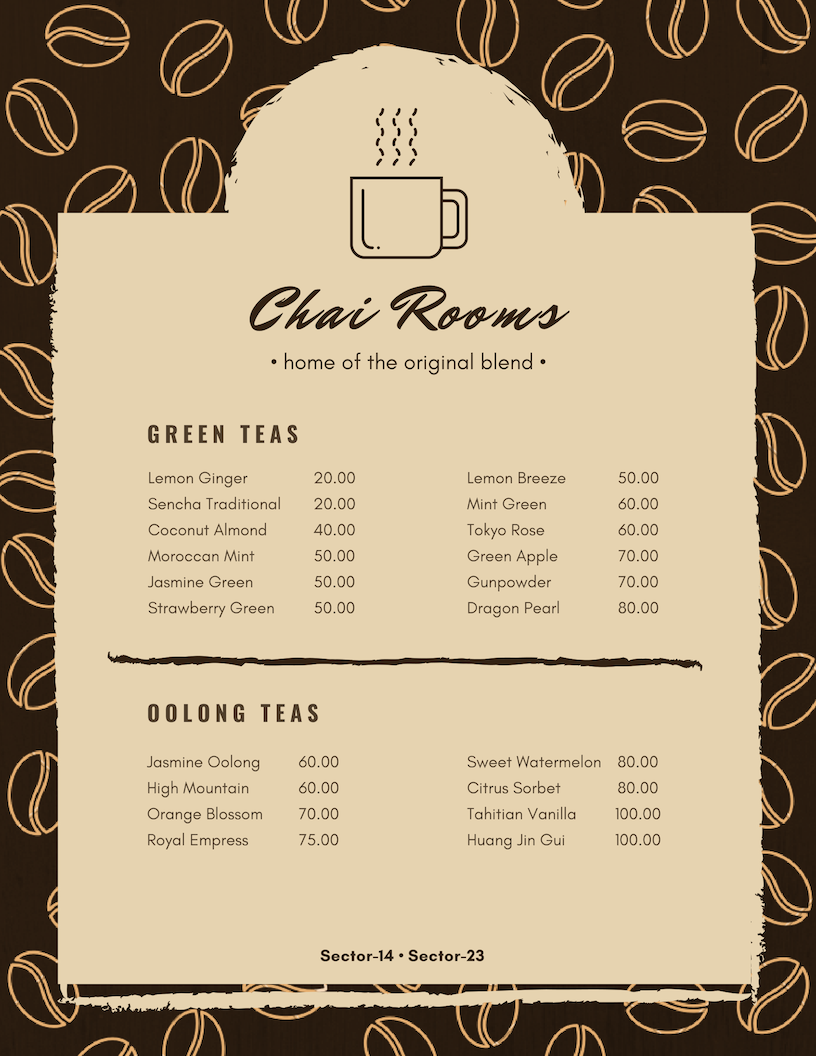 Chai Rooms
• home of the original blend •
GREEN TEAS
Lemon Ginger 20.00
Sencha Traditional 20.00
Coconut Almond 40.00
Moroccan Mint 50.00
Jasmine Green 50.00
Strawberry Green 50.00
Lemon Breeze 50.00
Mint Green 60.00
Tokyo Rose 60.00
Green Apple 70.00
Gunpowder 70.00
Dragon Pearl 80.00
OOLONG TEAS
Jasmine Oolong 60.00
High Mountain 60.00
Orange Blossom 70.00
Royal Empress 75.00
Sweet Watermelon 80.00
Citrus Sorbet 80.00
Tahitian Vanilla 100.00
Huang Jin Gui 100.00
Sector-14 • Sector-23